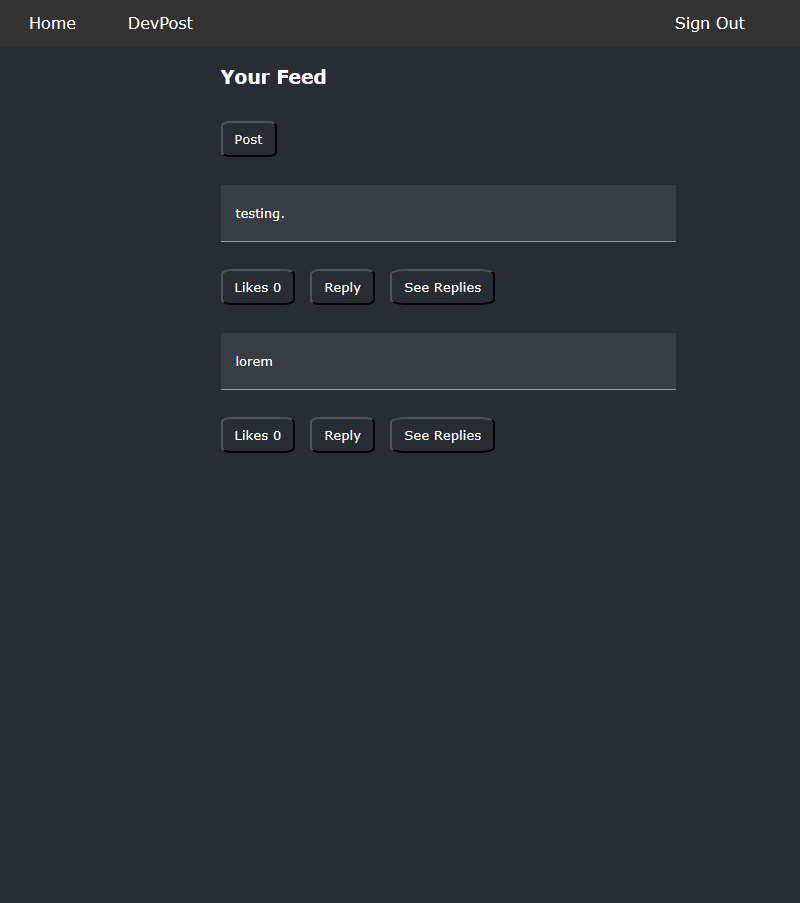 Home DevPost Sign Out
Your Feed
Post
testing.
Likes 0 Reply See Replies
lorem
Likes 0 Reply See Replies